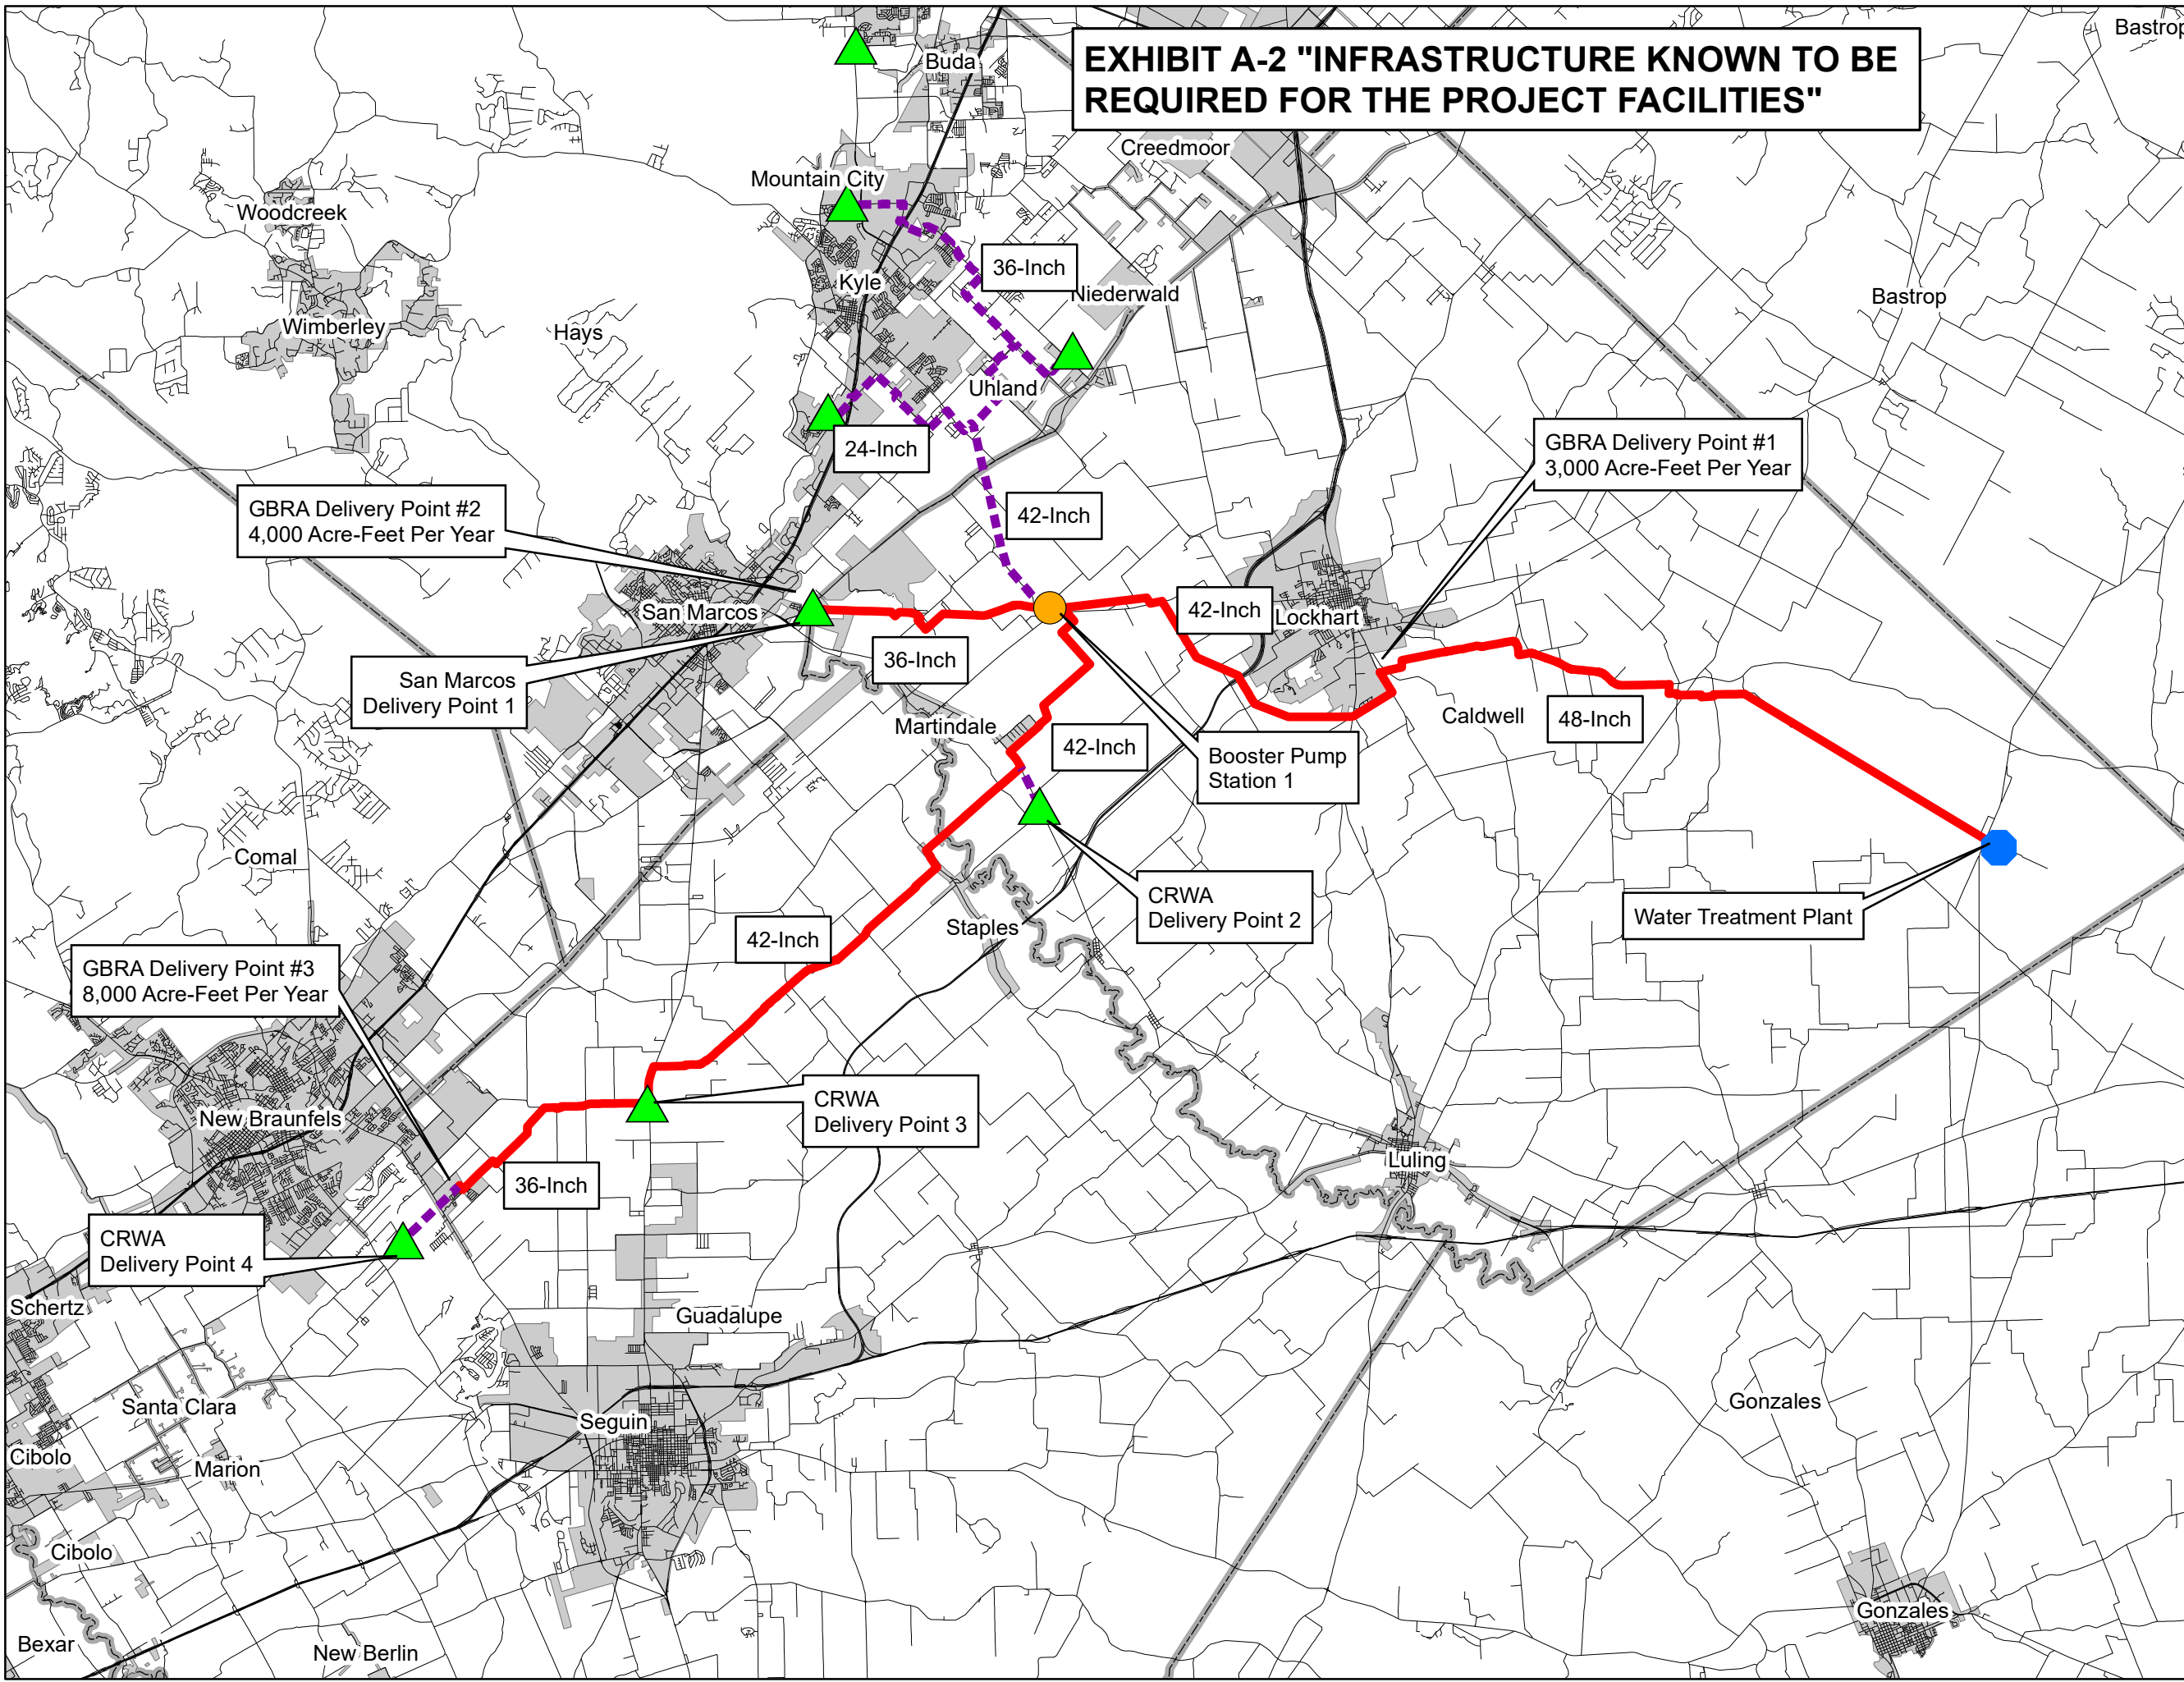 Bastrop
EXHIBIT A-2 "INFRASTRUCTURE KNOWN TO BE
REQUIRED FOR THE PROJECT FACILITIES"
Buda
Creedmoor
Mountain City
Woodcreek
36-Inch
Kyle
Niederwald
Bastrop
Wimberley
Hays
Uhland
24-Inch
GBRA Delivery Point #1
3,000 Acre-Feet Per Year
GBRA Delivery Point #2
4,000 Acre-Feet Per Year
42-Inch
San Marcos
42-Inch
Lockhart
36-Inch
San Marcos
Delivery Point 1
Martindale
42-Inch
Caldwell
48-Inch
Booster Pump
Station 1
Comal
CRWA
Delivery Point 2
Water Treatment Plant
Staples
42-Inch
GBRA Delivery Point #3
8,000 Acre-Feet Per Year
New Braunfels
CRWA
Delivery Point 3
Luling
36-Inch
CRWA
Delivery Point 4
Schertz
Guadalupe
Santa Clara
Seguin
Gonzales
Cibolo
Marion
Cibolo
Gonzales
Bexar
New Berlin